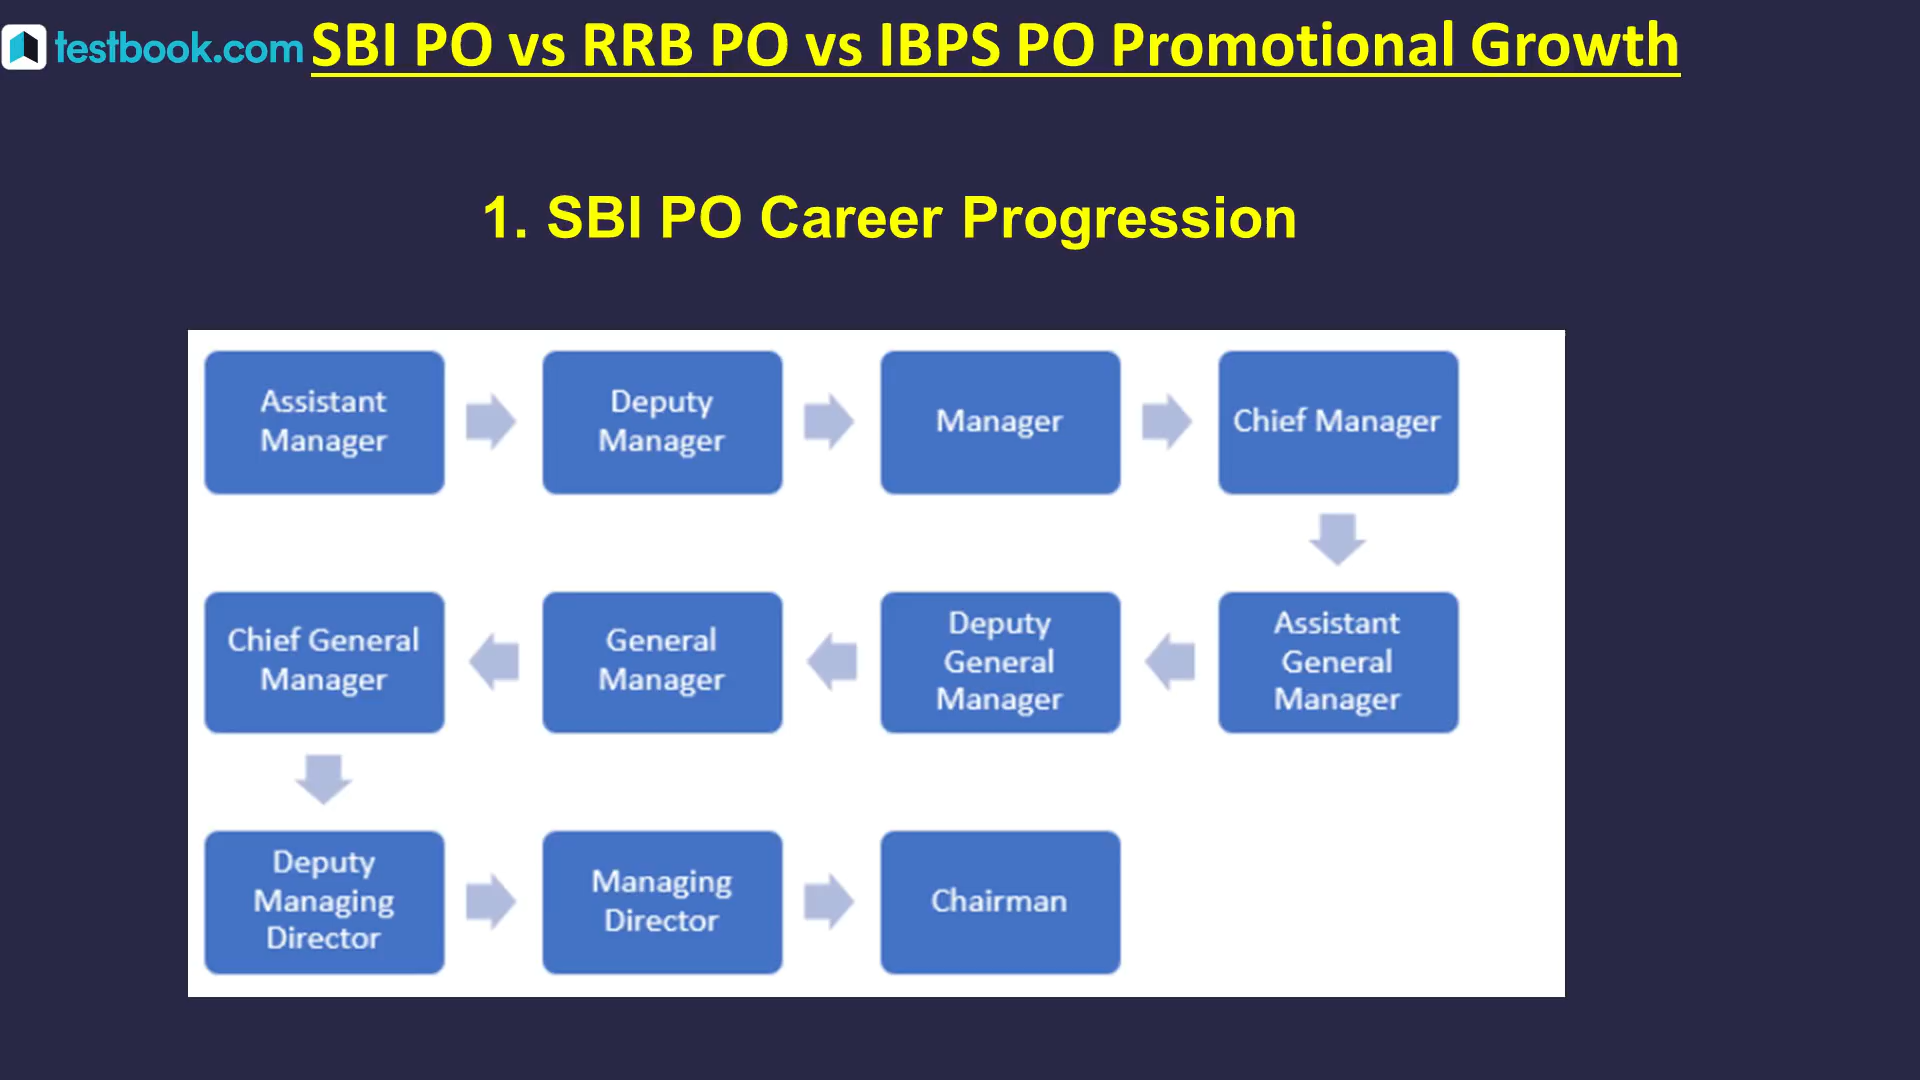 testbook.com
SBI PO vs RRB PO vs IBPS PO Promotional Growth
1. SBI PO Career Progression
Assistant
Manager
Deputy
Manager
Manager
Chief Manager
Assistant
General
Manager
Deputy
General
Manager
General
Manager
Chief General
Manager
Deputy
Managing
Director
Managing
Director
Chairman